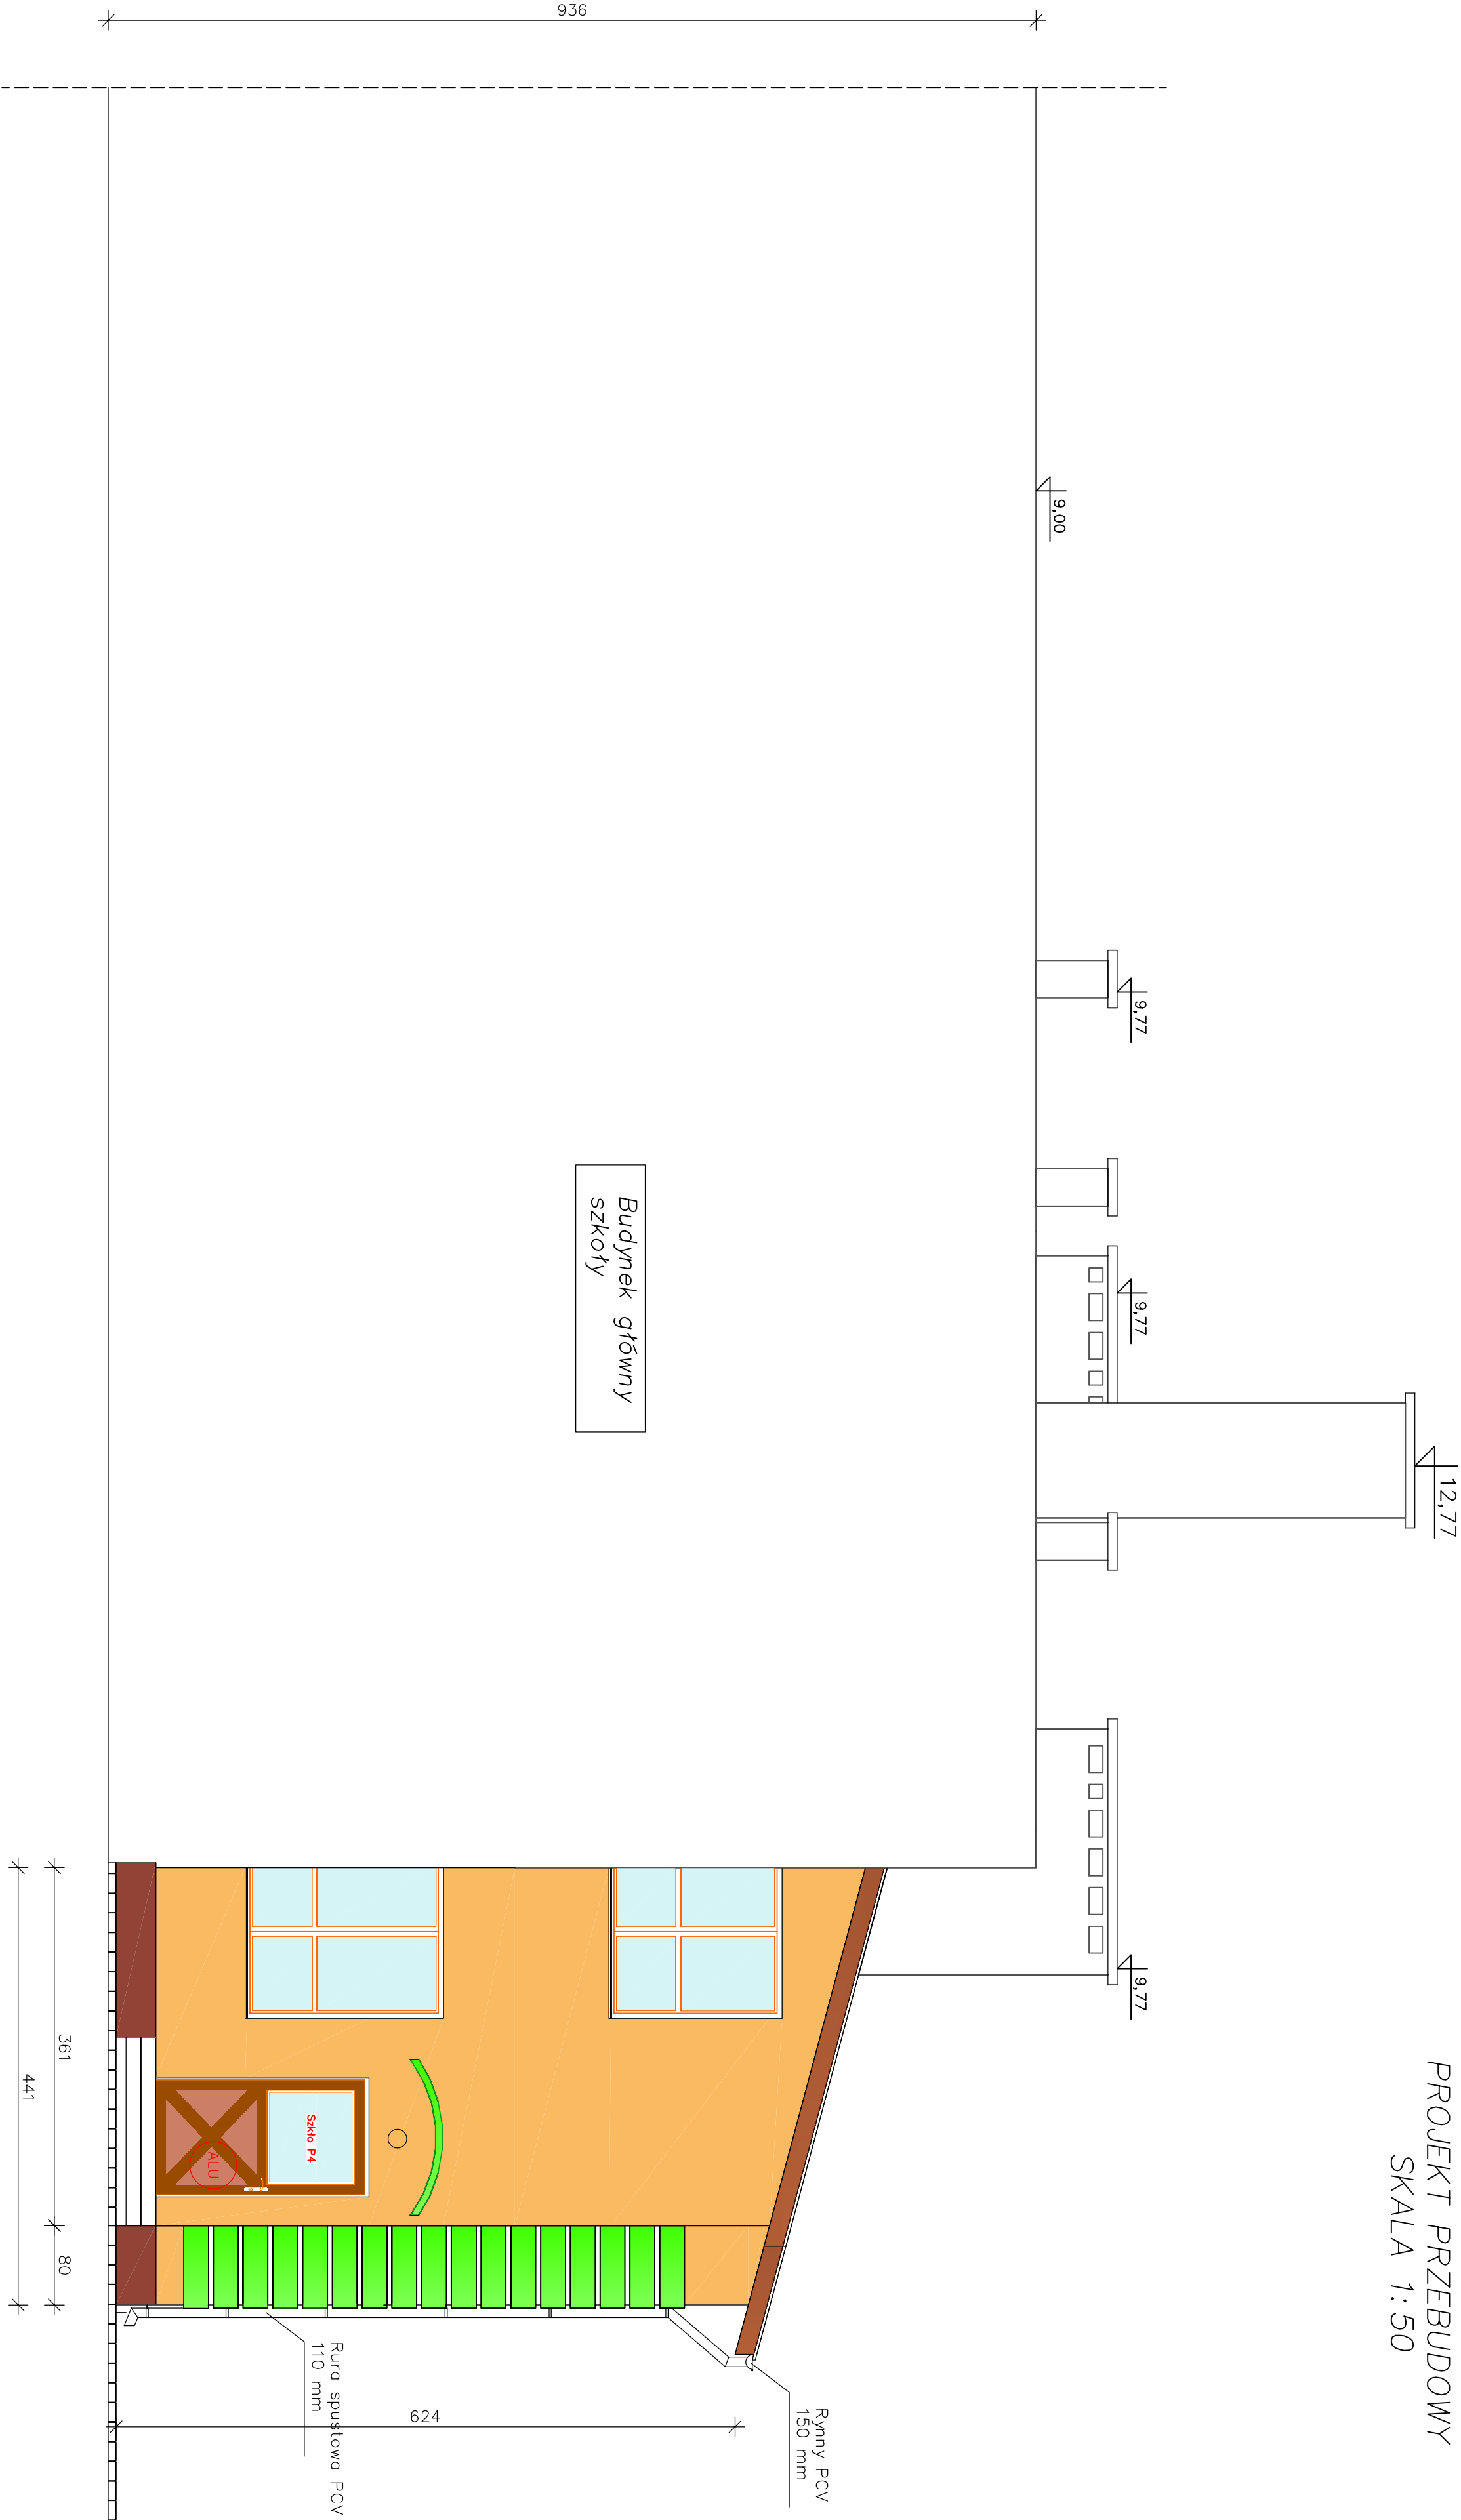 PROJEKT PRZEBUDOWY
SKALA 1:50
12,77
9,77
9,77
9,77
9,00
936
Budynek główny
szkoły
Rynny PCV
150 mm
Szkło P4
ALU
Rura spustowa PCV
110 mm
624
361
80
441